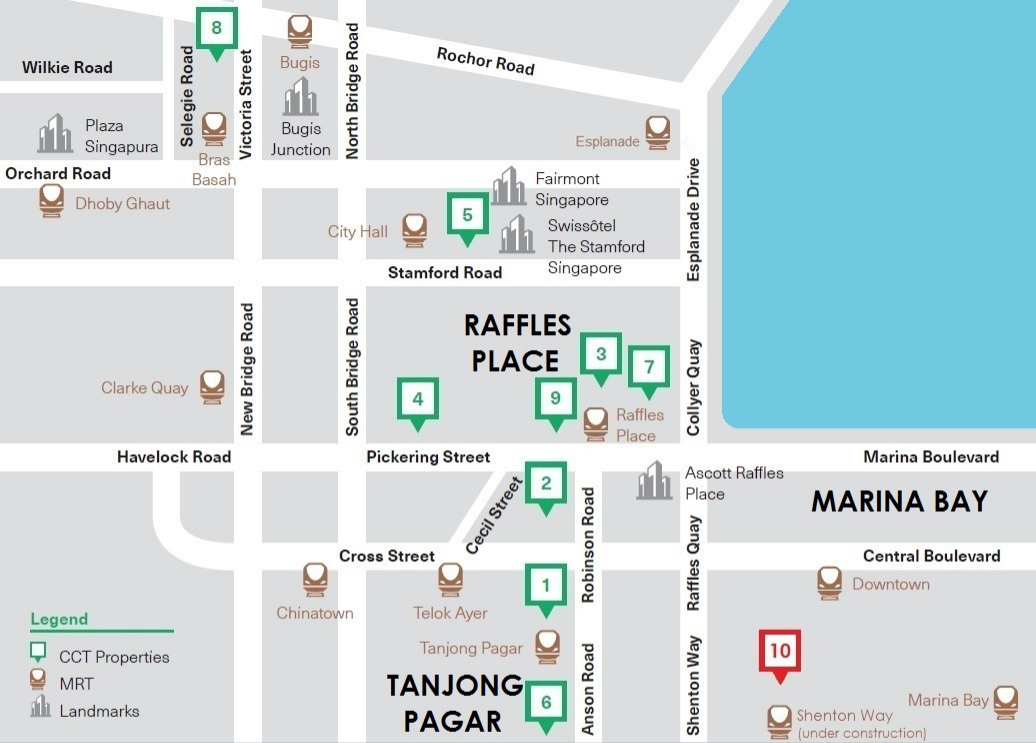 8
Wilkie Road
Selegie Road
Victoria Street
Bugis
North Bridge Road
Rochor Road
Plaza
Singapura
Bugis
Junction
Esplanade
Bras
Basah
Orchard Road
Dhoby Ghaut
Fairmont
Singapore
5
City Hall
Swissôtel
The Stamford
Singapore
Esplanade Drive
Stamford Road
RAFFLES
PLACE
3
7
Clarke Quay
New Bridge Road
South Bridge Road
4
9
Raffles
Place
Collyer Quay
Havelock Road
Pickering Street
Marina Boulevard
2
Cecil Street
Robinson Road
Ascott Raffles
Place
MARINA BAY
Raffles Quay
Cross Street
Central Boulevard
Chinatown
Telok Ayer
1
Downtown
Legend
CCT Properties
MRT
Landmarks
Tanjong Pagar
TANJONG
PAGAR
6
Anson Road
Shenton Way
10
Marina Bay
Shenton Way
(under construction)